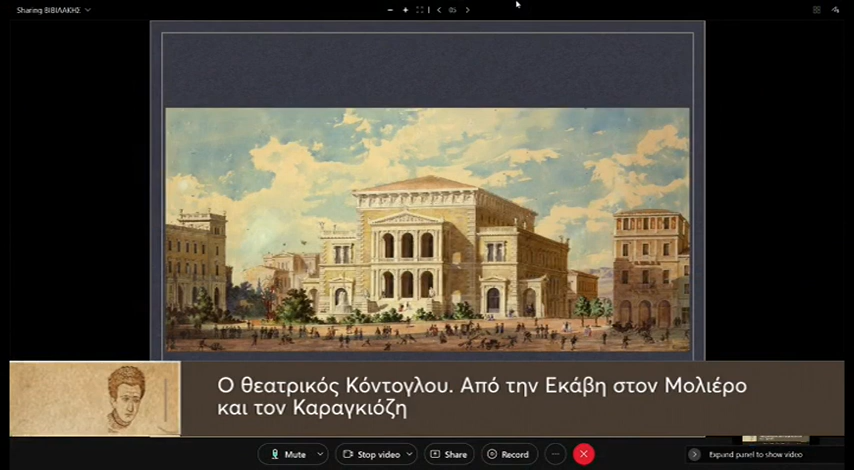 Sharing ΒΙΒΙΛΑΚΗΣ
Ο θεατρικός Κόντογλου. Από την Εκάβη στον Μολιέρο
και τον Καραγκιόζη
Mute
Stop video
Share
Record
Expand panel to show video